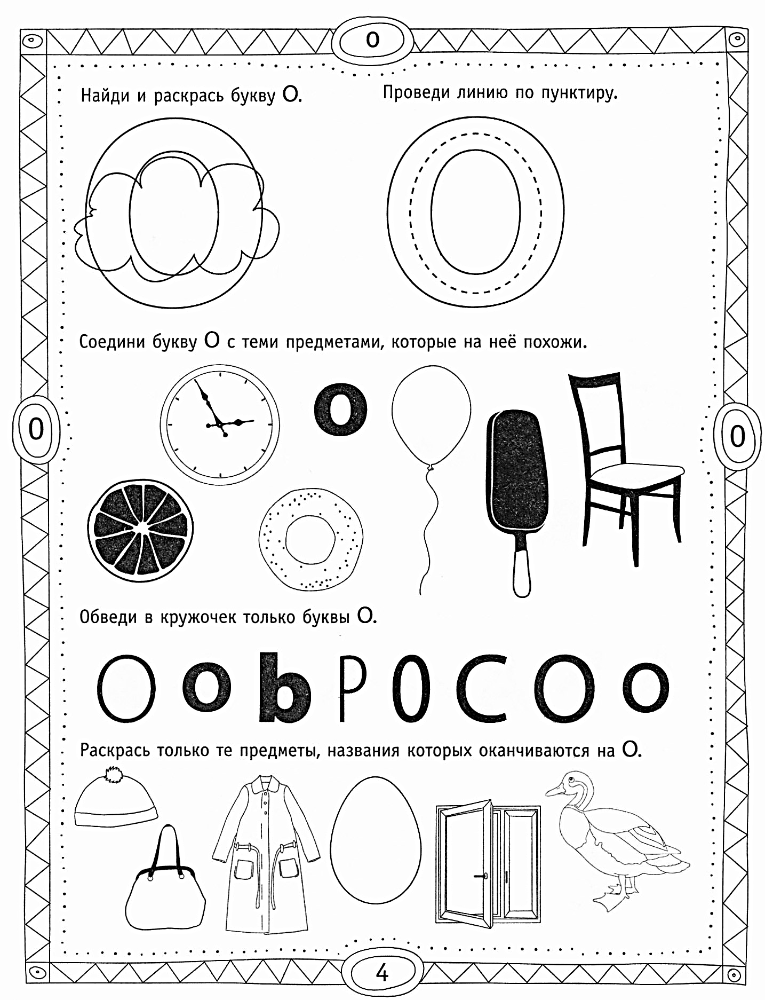 О
Найди и раскрась букву О.
Проведи линию по пунктиру.
О
О
Соедини букву О с теми предметами, которые на неё похожи.
о
О
О
Обведи в кружочек только буквы О.
О о b Р О С О о
Раскрась только те предметы, названия которых оканчиваются на О.
4